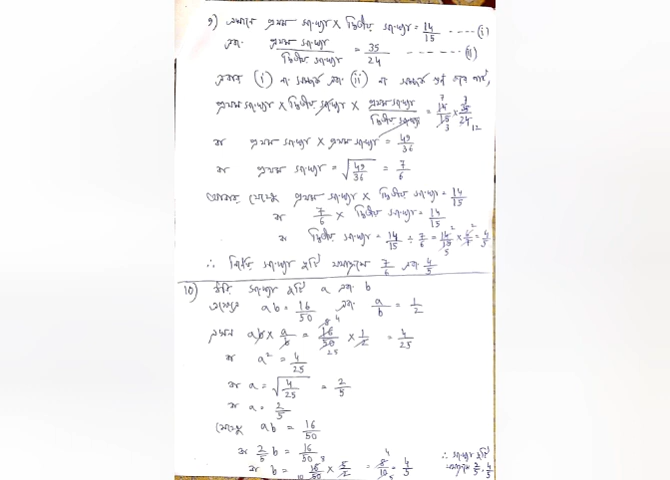 ৯) এখানে প্রথম সংখ্যা × দ্বিতীয় সংখ্যা = 14/15 ---- (i)
এবং প্রথম সংখ্যা / দ্বিতীয় সংখ্যা = 35/24 ------ (ii)
এবার (i) নং সমীকরণ এবং (ii) নং সমীকরণ গুণ করে পাই,
প্রথম সংখ্যা × দ্বিতীয় সংখ্যা × প্রথম সংখ্যা / দ্বিতীয় সংখ্যা = 14/15 × 35/24
বা প্রথম সংখ্যা × প্রথম সংখ্যা = 49/36
বা প্রথম সংখ্যা = √49/36 = 7/6
আবার যেহেতু প্রথম সংখ্যা × দ্বিতীয় সংখ্যা = 14/15
বা 7/6 × দ্বিতীয় সংখ্যা = 14/15
বা দ্বিতীয় সংখ্যা = 14/15 ÷ 7/6 = 14/15 × 6/7 = 4/5
∴ নির্ণেয় সংখ্যা দুটি যথাক্রমে 7/6 এবং 4/5
10) ধরি সংখ্যা দুটি a এবং b
ab = 16/50 এবং a/b = 1/2
এখন ab × a/b = 16/50 × 1/2 = 4/25
বা a² = 4/25
বা a = √4/25 = 2/5
বা a = 2/5
যেহেতু ab = 16/50
বা 2/5 b = 16/50
বা b = 16/50 × 5/2 = 8/10 = 4/5
∴ সংখ্যা দুটি
যথাক্রমে 2/5, 4/5